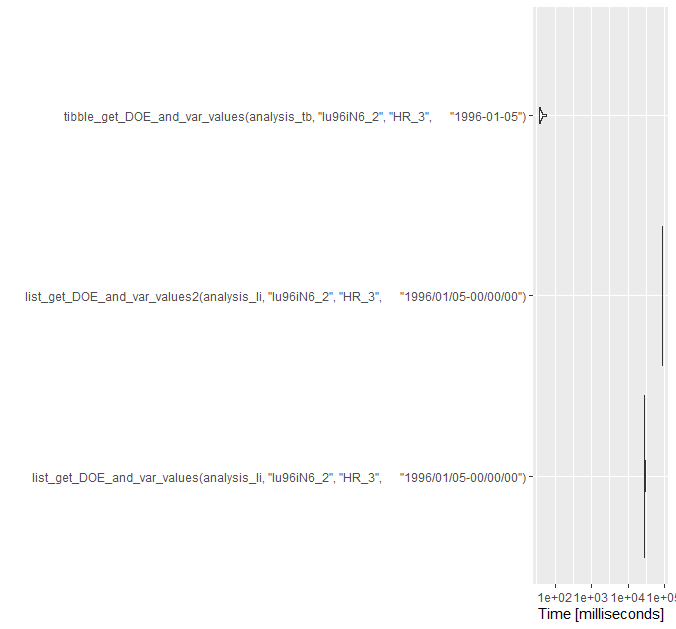 tibble_get_DOE_and_var_values(analysis_tb, "lu96iN6_2", "HR_3",      "1996-01-05")
list_get_DOE_and_var_values2(analysis_li, "lu96iN6_2", "HR_3",      "1996/01/05-00/00/00")
list_get_DOE_and_var_values(analysis_li, "lu96iN6_2", "HR_3",      "1996/01/05-00/00/00")
1e+02 1e+03 1e+04 1e+05
Time [milliseconds]